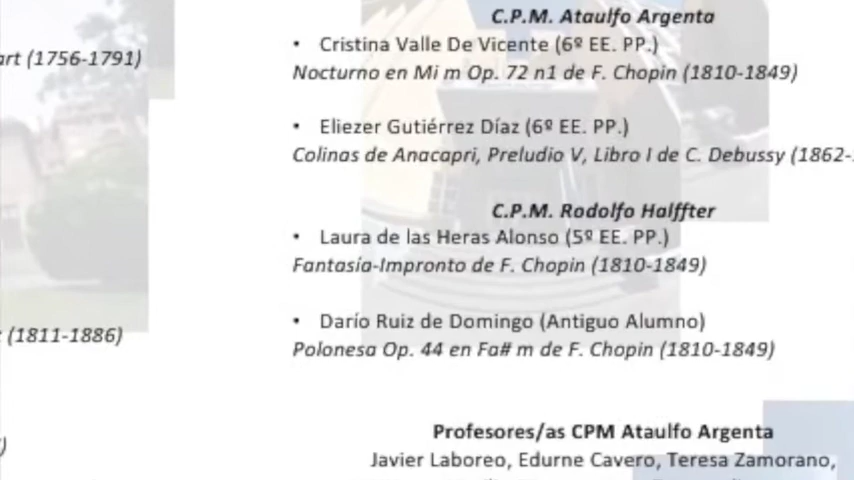 art (1756-1791)
(1811-1886)
C.P.M. Ataulfo Argenta
• Cristina Valle De Vicente (6º EE. PP.)
Nocturno en Mi m Op. 72 n1 de F. Chopin (1810-1849)
• Eliezer Gutiérrez Díaz (6º EE. PP.)
Colinas de Anacapri, Preludio V, Libro I de C. Debussy (1862-
C.P.M. Rodolfo Halffter
• Laura de las Heras Alonso (5º EE. PP.)
Fantasía-Impronto de F. Chopin (1810-1849)
• Darío Ruiz de Domingo (Antiguo Alumno)
Polonesa Op. 44 en Fa# m de F. Chopin (1810-1849)
Profesores/as CPM Ataulfo Argenta
Javier Laboreo, Edurne Cavero, Teresa Zamorano,